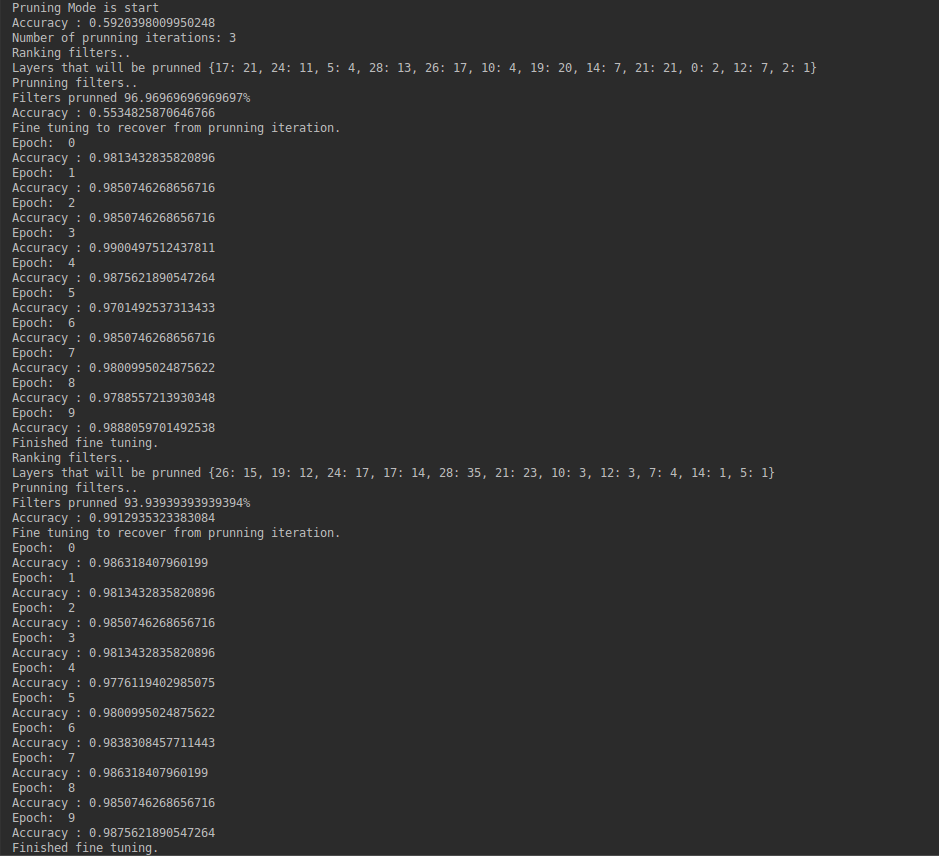 Pruning Mode is start
Accuracy : 0.5920398009950248
Number of prunning iterations: 3
Ranking filters..
Layers that will be prunned {17: 21, 24: 11, 5: 4, 28: 13, 26: 17, 10: 4, 19: 20, 14: 7, 21: 21, 0: 2, 12: 7, 2: 1}
Prunning filters..
Filters prunned 96.96969696969697%
Accuracy : 0.5534825870646766
Fine tuning to recover from prunning iteration.
Epoch:  0
Accuracy : 0.9813432835820896
Epoch:  1
Accuracy : 0.9850746268656716
Epoch:  2
Accuracy : 0.9850746268656716
Epoch:  3
Accuracy : 0.9900497512437811
Epoch:  4
Accuracy : 0.9875621890547264
Epoch:  5
Accuracy : 0.9701492537313433
Epoch:  6
Accuracy : 0.9850746268656716
Epoch:  7
Accuracy : 0.9800995024875622
Epoch:  8
Accuracy : 0.9788557213930348
Epoch:  9
Accuracy : 0.9888059701492538
Finished fine tuning.
Ranking filters..
Layers that will be prunned {26: 15, 19: 12, 24: 17, 17: 14, 28: 35, 21: 23, 10: 3, 12: 3, 7: 4, 14: 1, 5: 1}
Prunning filters..
Filters prunned 93.93939393939394%
Accuracy : 0.9912935323383084
Fine tuning to recover from prunning iteration.
Epoch:  0
Accuracy : 0.986318407960199
Epoch:  1
Accuracy : 0.9813432835820896
Epoch:  2
Accuracy : 0.9850746268656716
Epoch:  3
Accuracy : 0.9813432835820896
Epoch:  4
Accuracy : 0.9776119402985075
Epoch:  5
Accuracy : 0.9800995024875622
Epoch:  6
Accuracy : 0.9838308457711443
Epoch:  7
Accuracy : 0.986318407960199
Epoch:  8
Accuracy : 0.9850746268656716
Epoch:  9
Accuracy : 0.9875621890547264
Finished fine tuning.